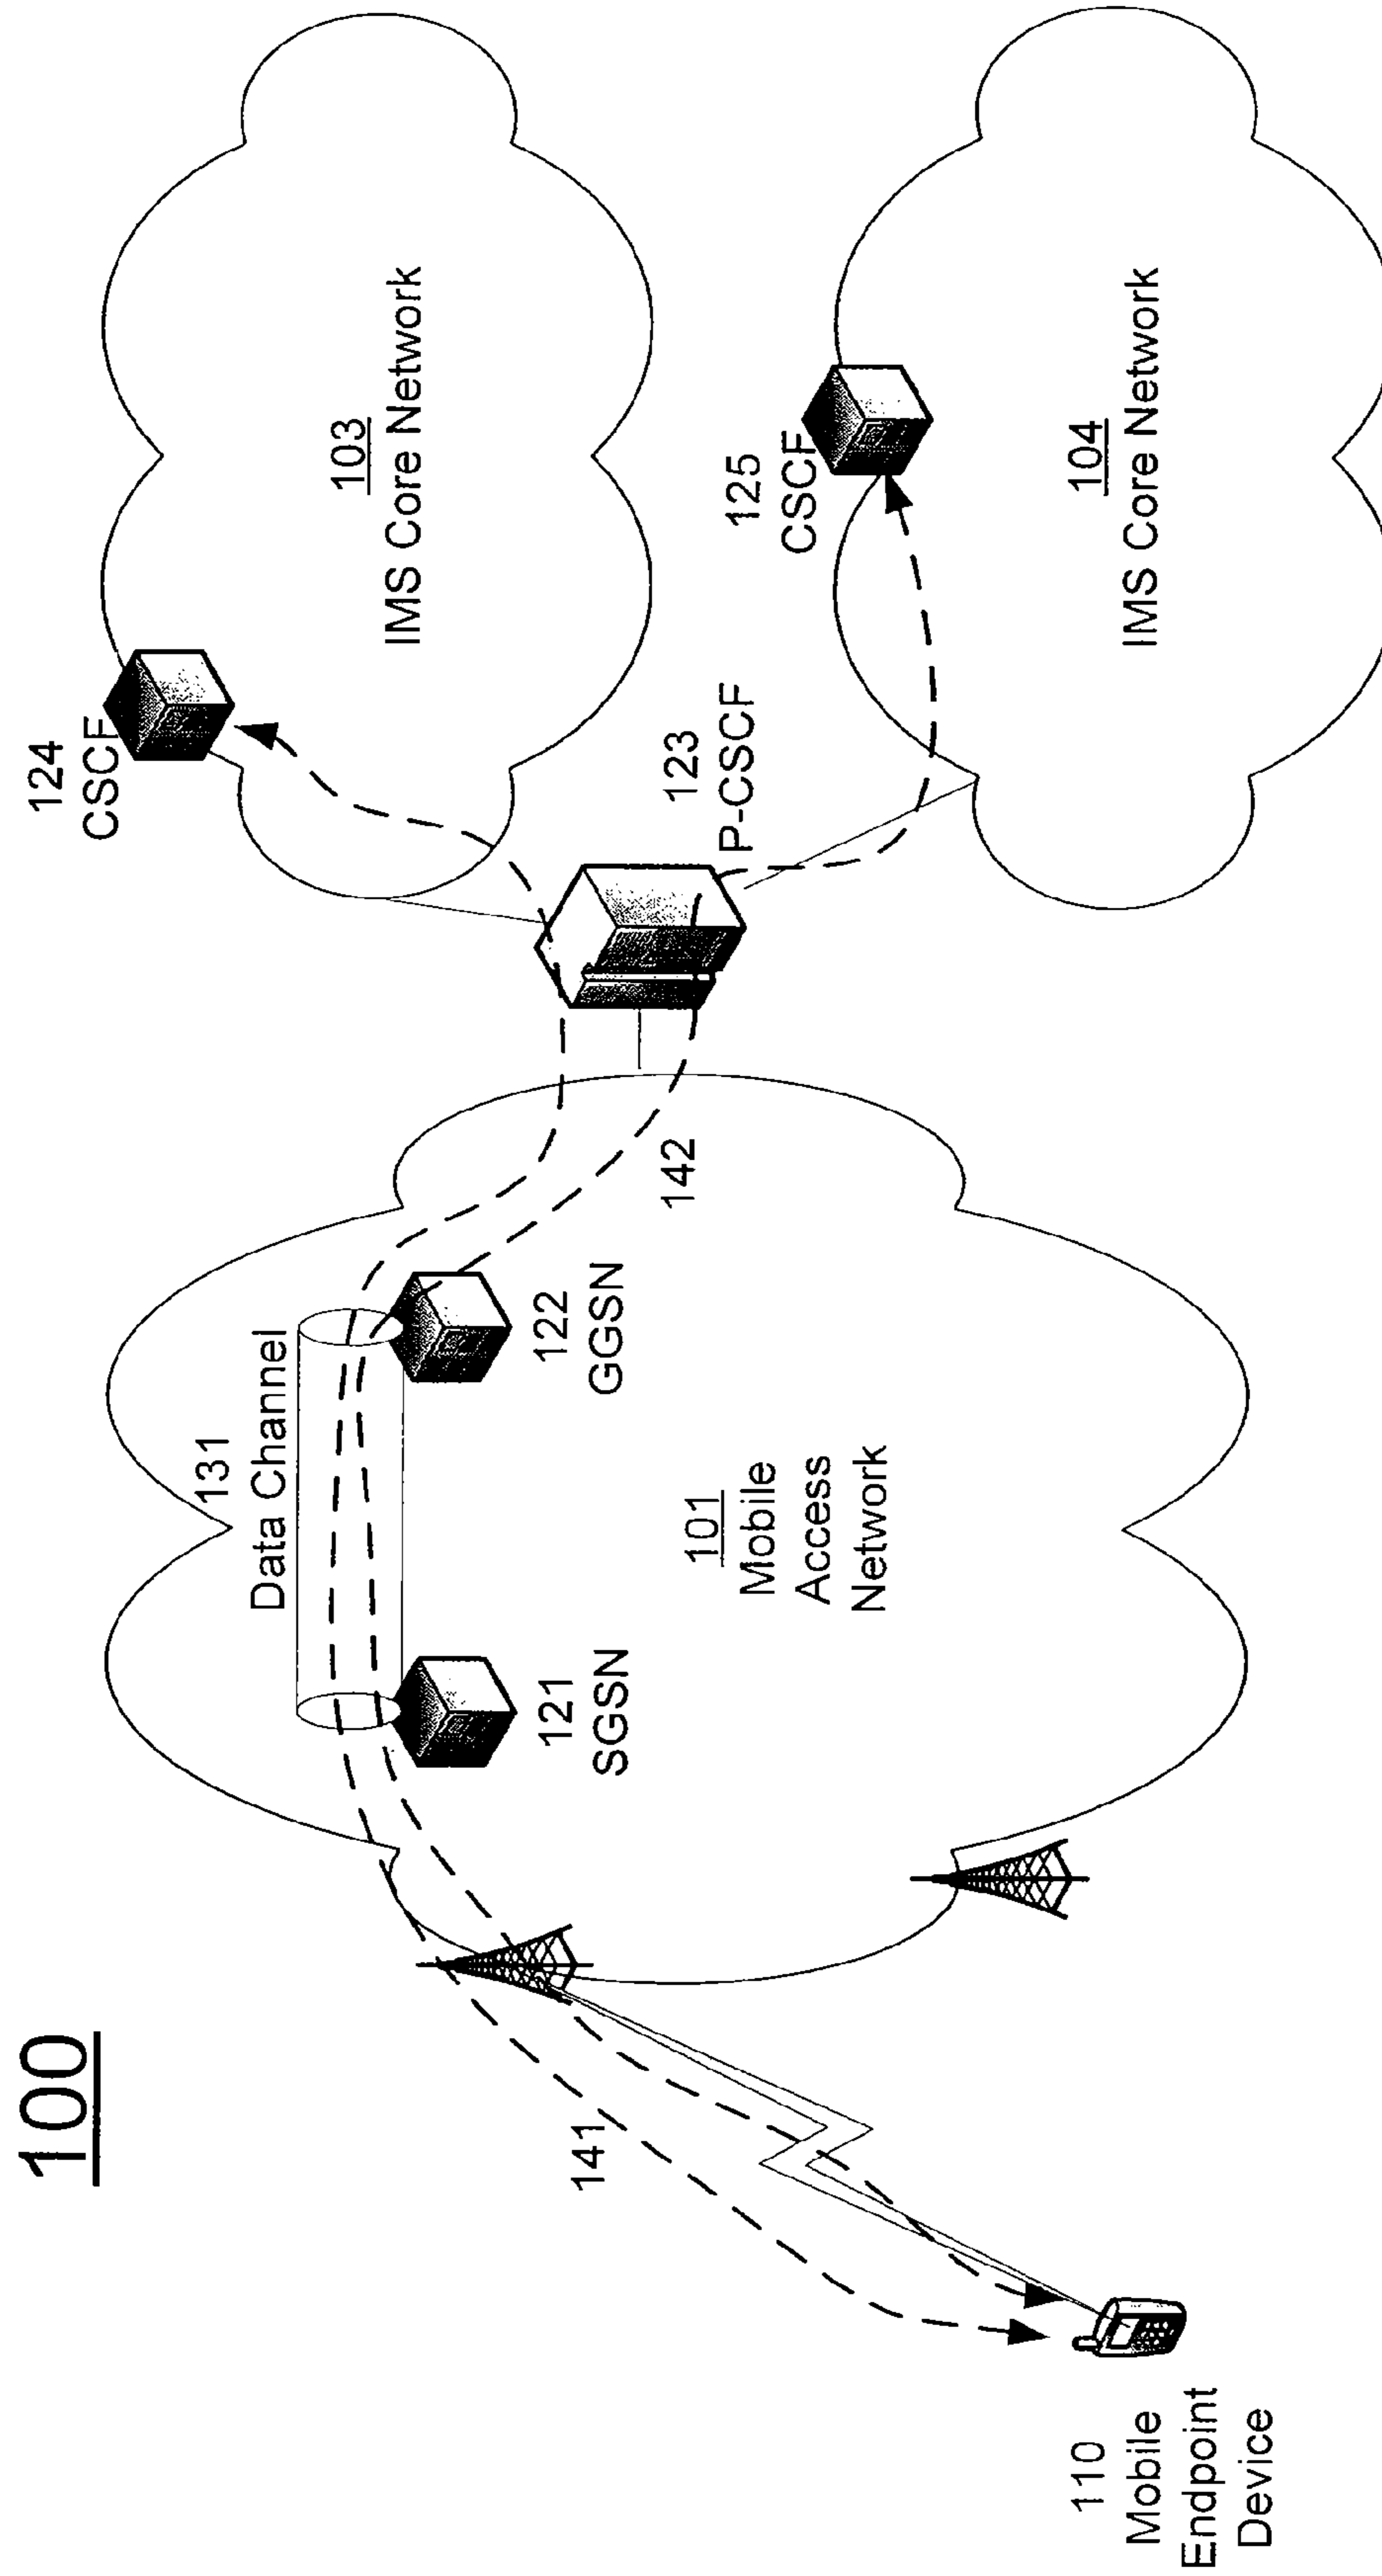 100
124
CSCF
103
IMS Core Network
131
Data Channel
123
P-CSCF
125
CSCF
104
IMS Core Network
141
142
121
SGSN
122
GGSN
101
Mobile
Access
Network
110
Mobile
Endpoint
Device